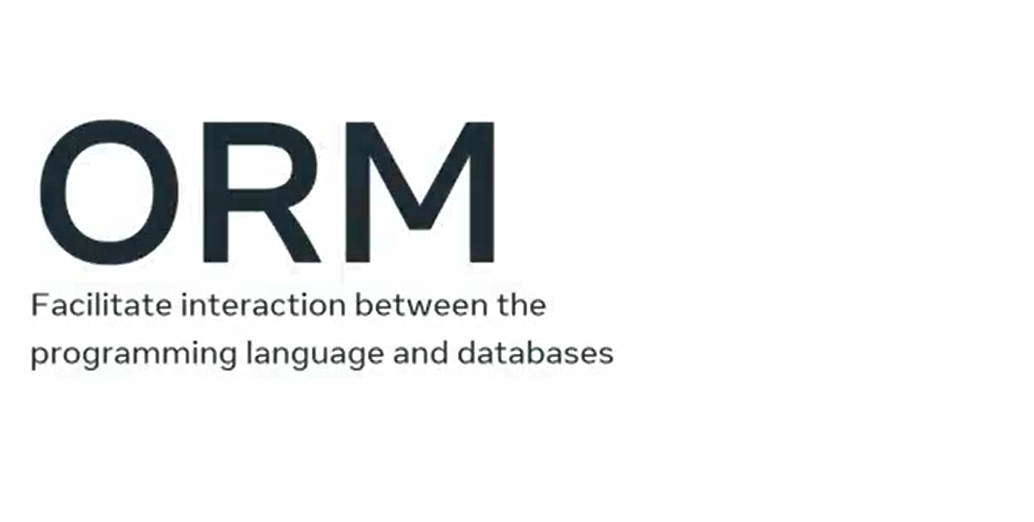 ORM
Facilitate interaction between the
programming language and databases